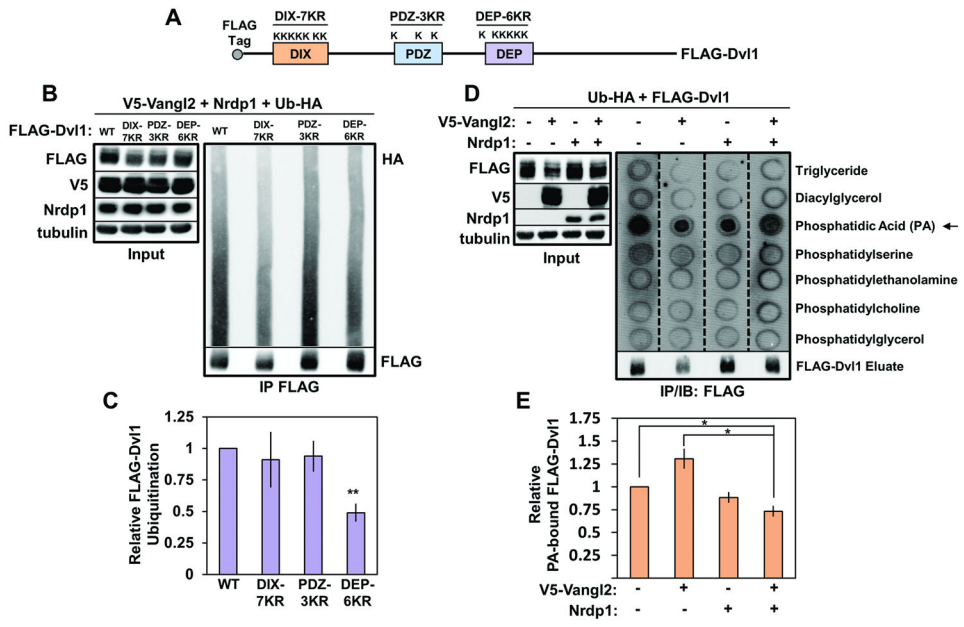 A
FLAG
Tag
DIX-7KR
KKKKK KK
DIX
PDZ-3KR
K K K
PDZ
DEP-6KR
K KKKKK
DEP
FLAG-Dvl1
B
V5-Vangl2 + Nrdp1 + Ub-HA
FLAG-Dvl1:
WT
DIX-
7KR
PDZ-
3KR
DEP-
6KR
WT
DIX-
7KR
PDZ-
3KR
DEP-
6KR
FLAG
V5
Nrdp1
tubulin
Input
HA
FLAG
IP FLAG
C
Relative FLAG-Dvl1
Ubiquitination
1.25
1
0.75
0.5
0.25
0
**
WT
DIX-
7KR
PDZ-
3KR
DEP-
6KR
D
Ub-HA + FLAG-Dvl1
V5-Vangl2: - + - + - + - +
Nrdp1: - - + + - - + +
FLAG
V5
Nrdp1
tubulin
Input
Triglyceride
Diacylglycerol
Phosphatidic Acid (PA) ←
Phosphatidylserine
Phosphatidylethanolamine
Phosphatidylcholine
Phosphatidylglycerol
FLAG-Dvl1 Eluate
IP/IB: FLAG
E
Relative
PA-bound FLAG-Dvl1
1.75
1.5
1.25
1
0.75
0.5
0.25
*
*
V5-Vangl2: - + - +
Nrdp1: - - + +